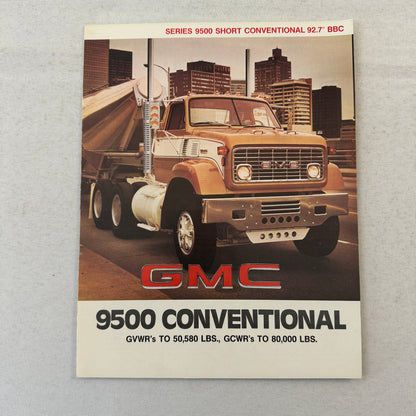 SERIES 9500 SHORT CONVENTIONAL 92.7" BBC
GMC
GMC
9500 CONVENTIONAL
GVWR's TO 50,580 LBS., GCWR's TO 80,000 LBS.